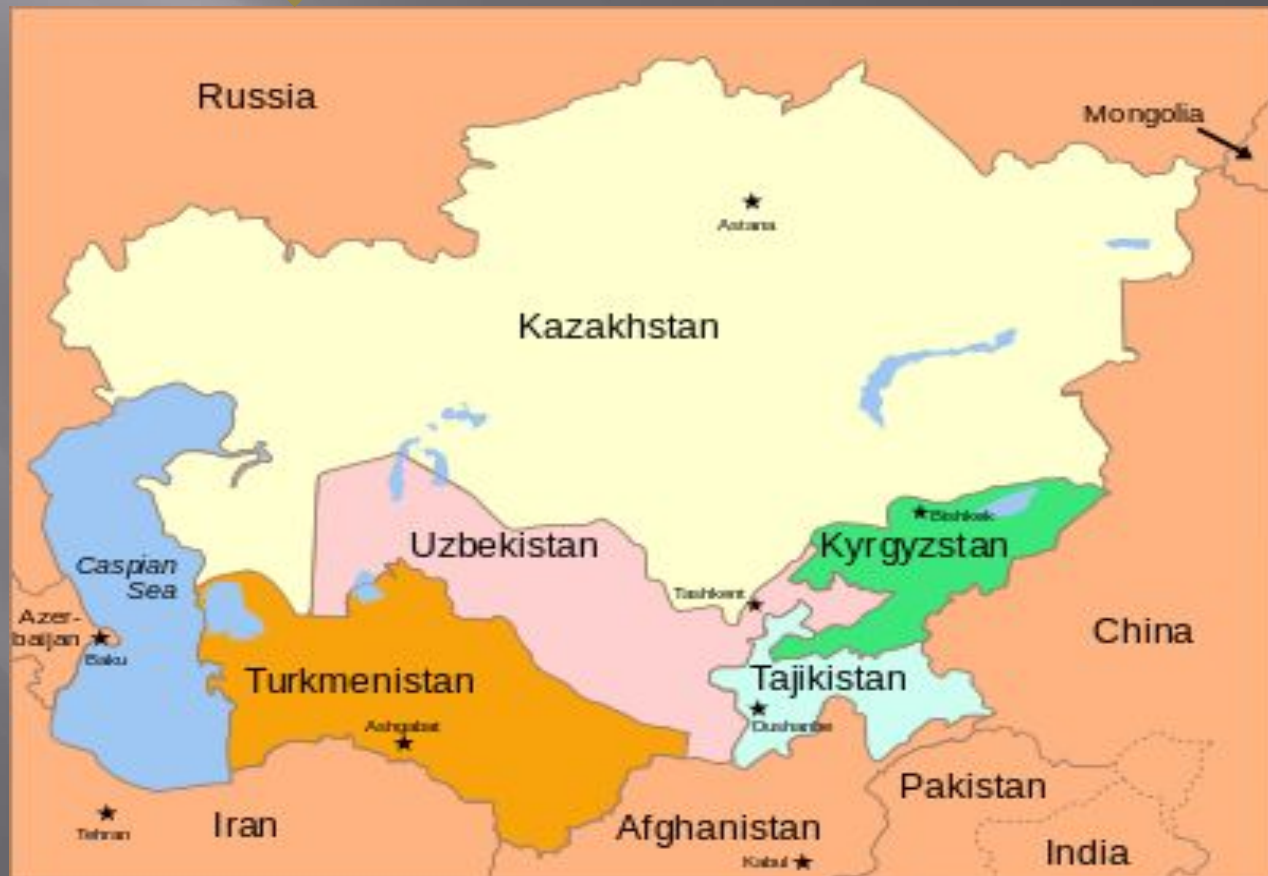 Russia
Mongolia
Astana
Kazakhstan
Bishkek
Uzbekistan
Kyrgyzstan
Caspian
Sea
Tashkent
Azer-
baijan
Baku
China
Turkmenistan
Tajikistan
Ashgabat
Dushanbe
Pakistan
Tehran
Iran
Afghanistan
India
Kabul